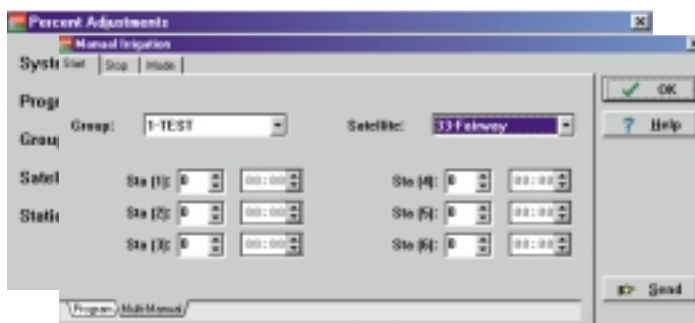 Percent Adjustments
Manual Irrigation
Start Stop Mode
Group: 1-TEST Satellite: 33-Fairway
Sta (1): 0 00:00 Sta (4): 0 00:00
Sta (2): 0 00:00 Sta (5): 0 00:00
Sta (3): 0 00:00 Sta (6): 0 00:00
Program Multi-Manual
Syst
Progr
Grou
Satel
Static
OK
Help
Send